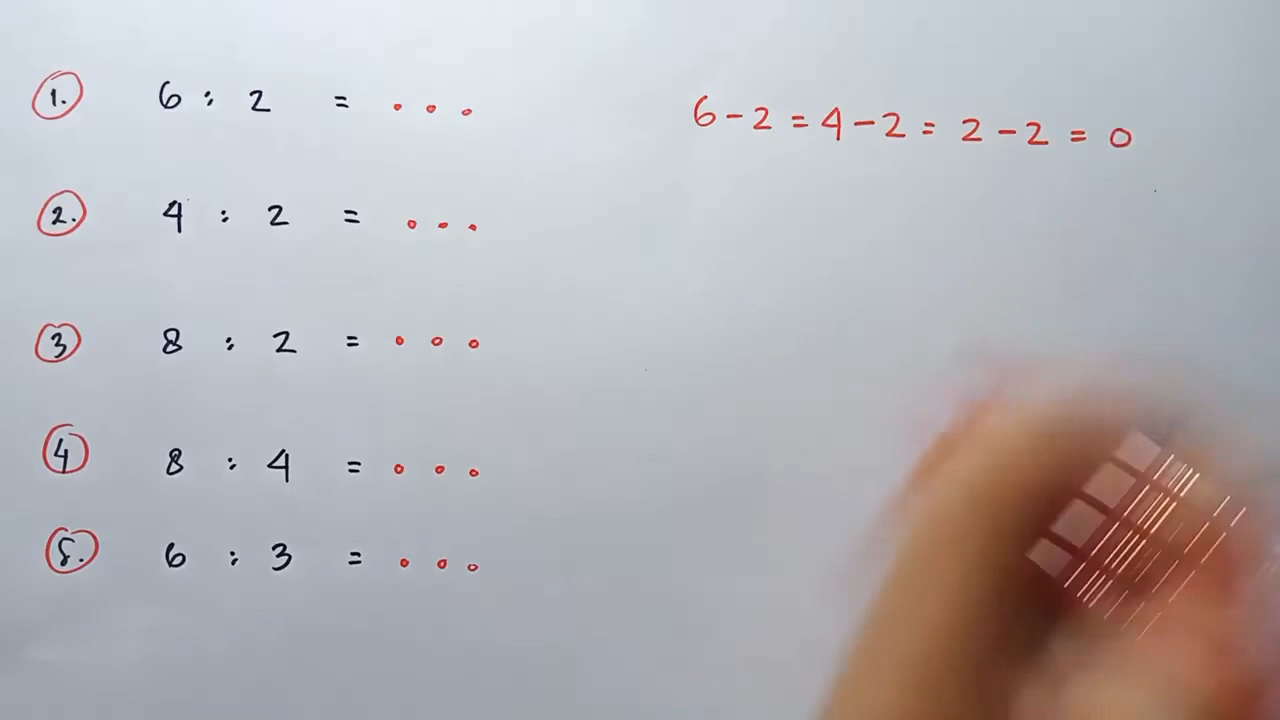 1. 6 : 2 = . . .
6 - 2 = 4 - 2 = 2 - 2 = 0
2. 4 : 2 = . . .
3 8 : 2 = . . .
4 8 : 4 = . . .
5. 6 : 3 = . . .